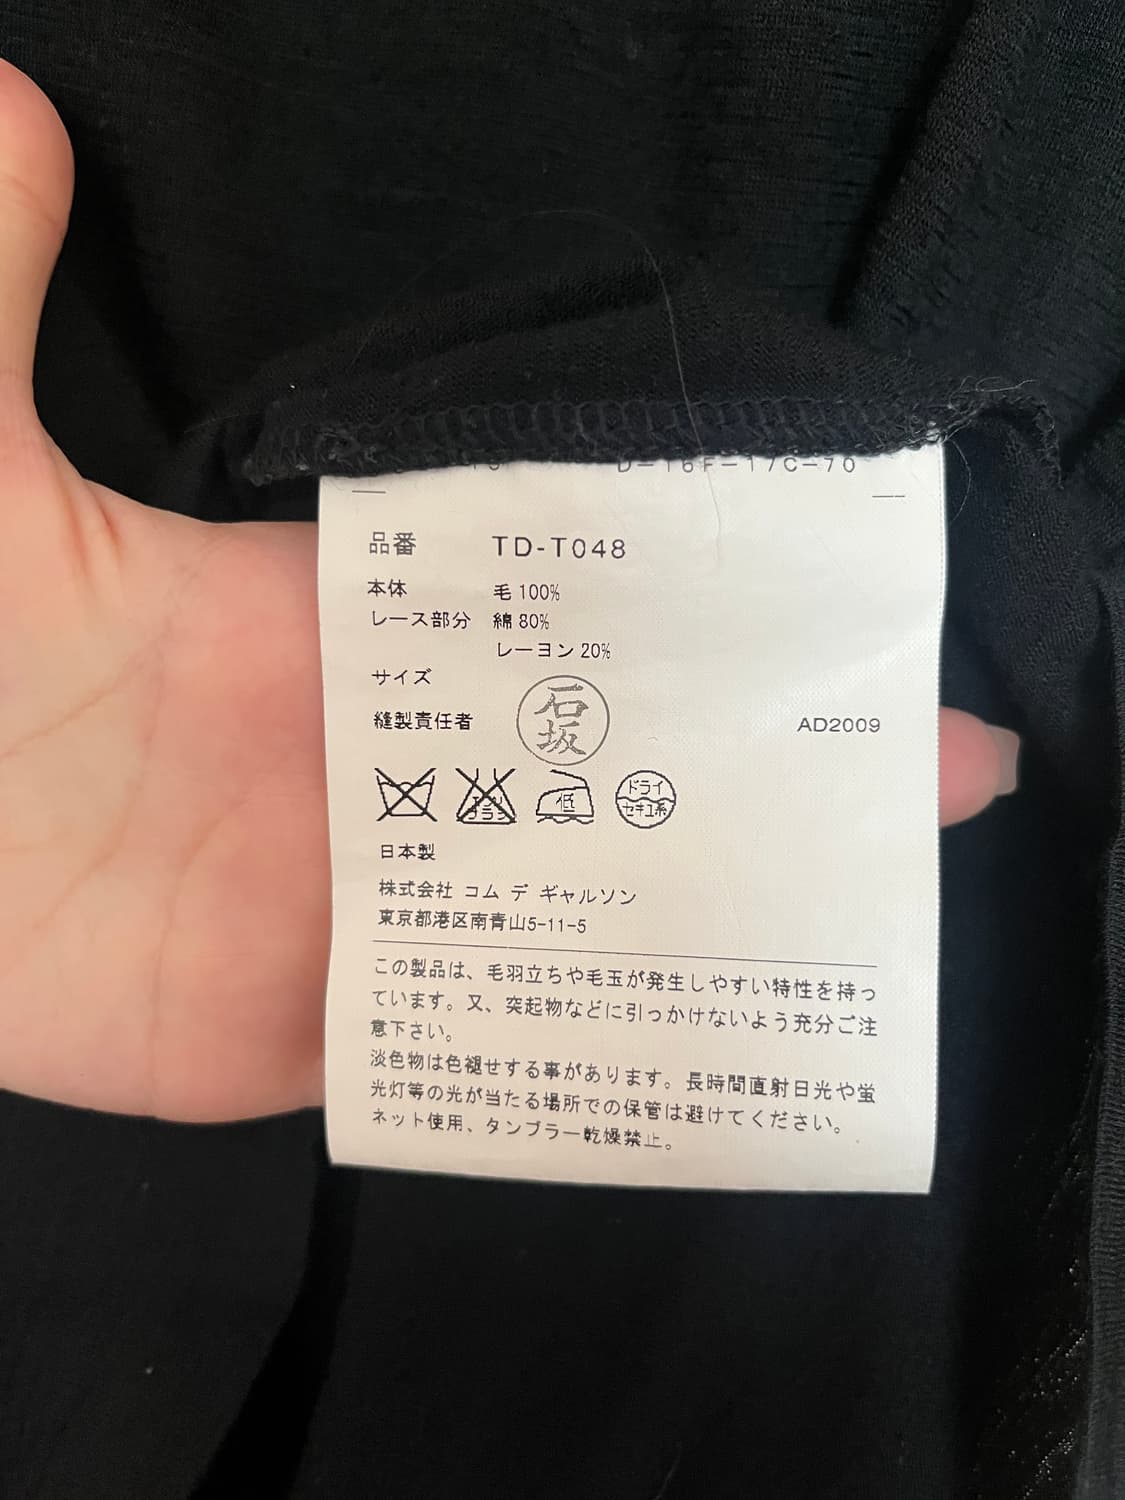 D-16F-17C-70
品番 TD-T048
本体 毛 100%
レース部分 綿 80%
レーヨン 20%
サイズ
縫製責任者 石坂 AD2009
エンソ
サラシ
低
ドライ
セキユ系
日本製
株式会社 コム デ ギャルソン
東京都港区南青山5-11-5
この製品は、毛羽立ちや毛玉が発生しやすい特性を持っ
ています。又、突起物などに引っかけないよう充分ご注
意下さい。
淡色物は色褪せする事があります。長時間直射日光や蛍
光灯等の光が当たる場所での保管は避けてください。
ネット使用、タンブラー乾燥禁止。